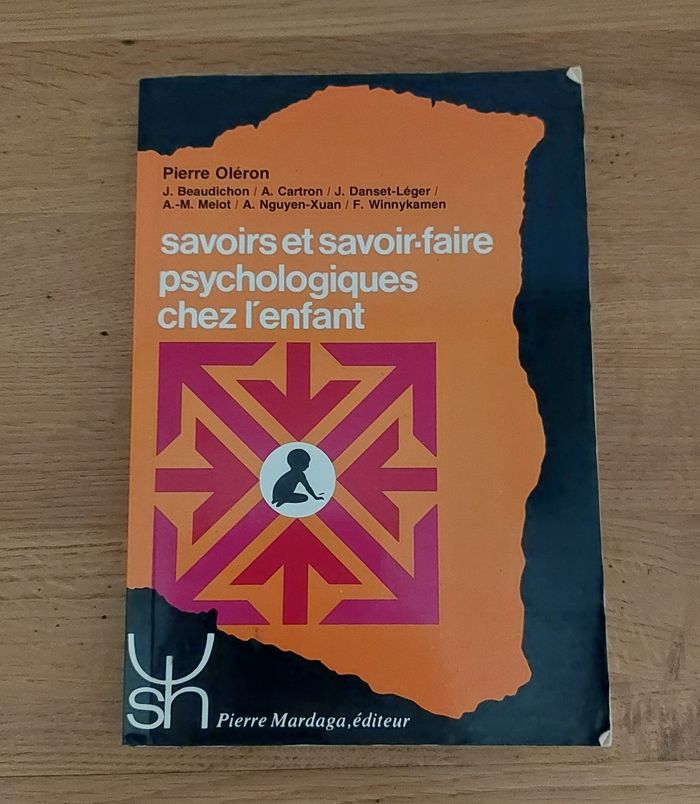 Pierre Oléron
J. Beaudichon / A. Cartron / J. Danset-Léger /
A.-M. Melot / A. Nguyen-Xuan / F. Winnykamen
savoirs et savoir-faire
psychologiques
chez l'enfant
Ψ
sh
Pierre Mardaga, éditeur